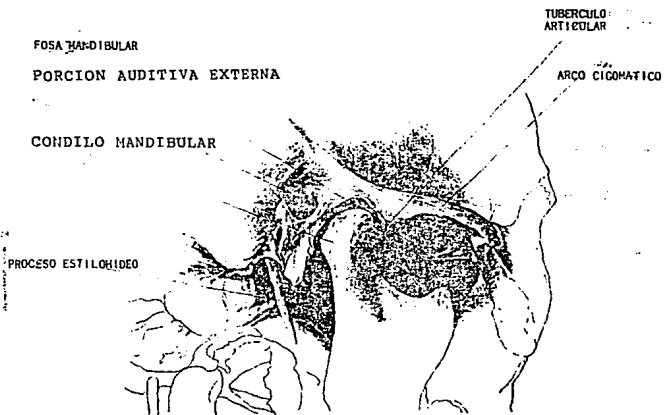 TUBERCULO
ARTICULAR
FOSA MANDIBULAR
PORCION AUDITIVA EXTERNA
ARCO CIGOMATICO
CONDILO MANDIBULAR
PROCESO ESTILOHIDEO